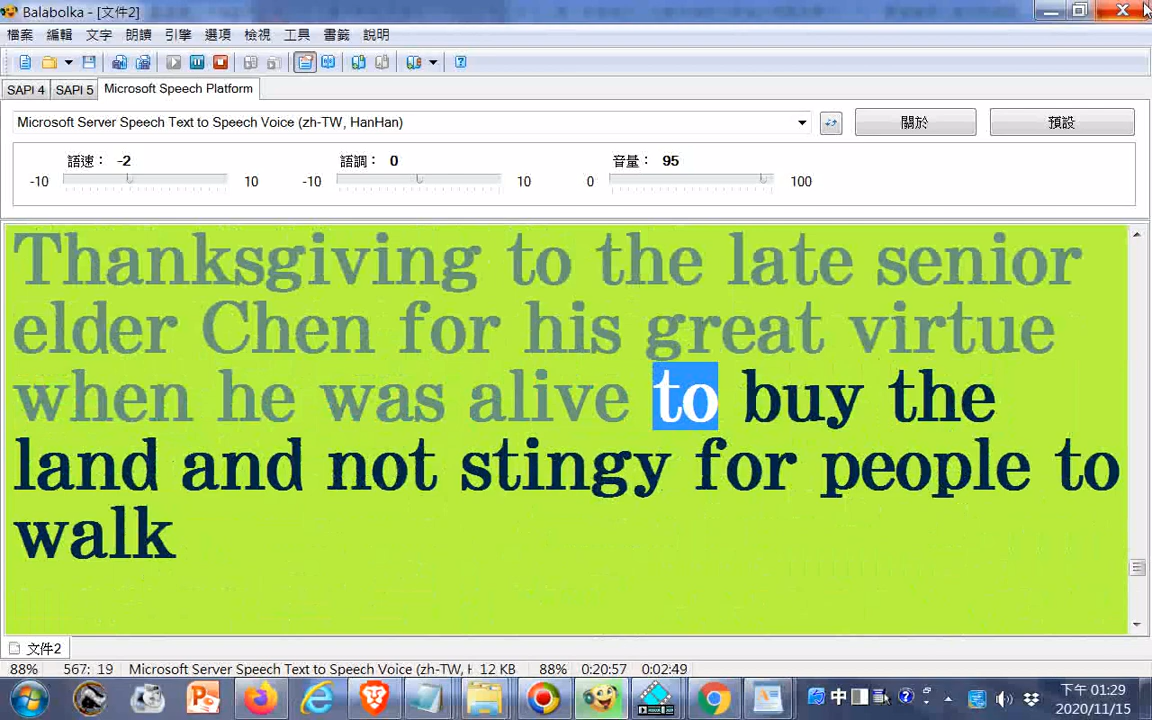 Balabolka - [文件2]
檔案 編輯 文字 朗讀 引擎 選項 檢視 工具 書籤 說明
SAPI 4 SAPI 5 Microsoft Speech Platform
Microsoft Server Speech Text to Speech Voice (zh-TW, HanHan) 關於 預設
語速： -2 語調： 0 音量： 95
-10 10 -10 10 0 100
Thanksgiving to the late senior
elder Chen for his great virtue
when he was alive to buy the
land and not stingy for people to
walk
文件2
88% 567: 19 Microsoft Server Speech Text to Speech Voice (zh-TW, H 12 KB 88% 0:20:57 0:02:49
中 下午 01:29
2020/11/15